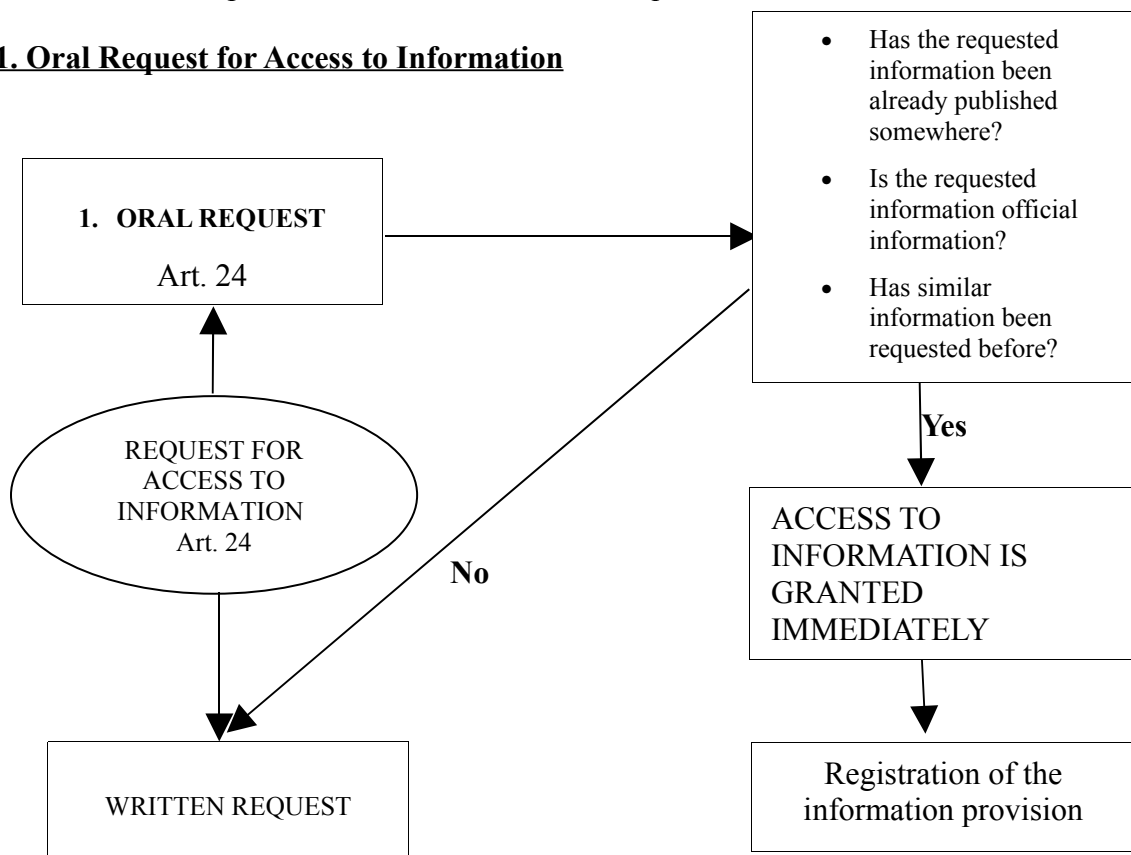 1. Oral Request for Access to Information
1. ORAL REQUEST
Art. 24
• Has the requested
information been
already published
somewhere?
• Is the requested
information official
information?
• Has similar
information been
requested before?
REQUEST FOR
ACCESS TO
INFORMATION
Art. 24
Yes
No
ACCESS TO
INFORMATION IS
GRANTED
IMMEDIATELY
WRITTEN REQUEST
Registration of the
information provision